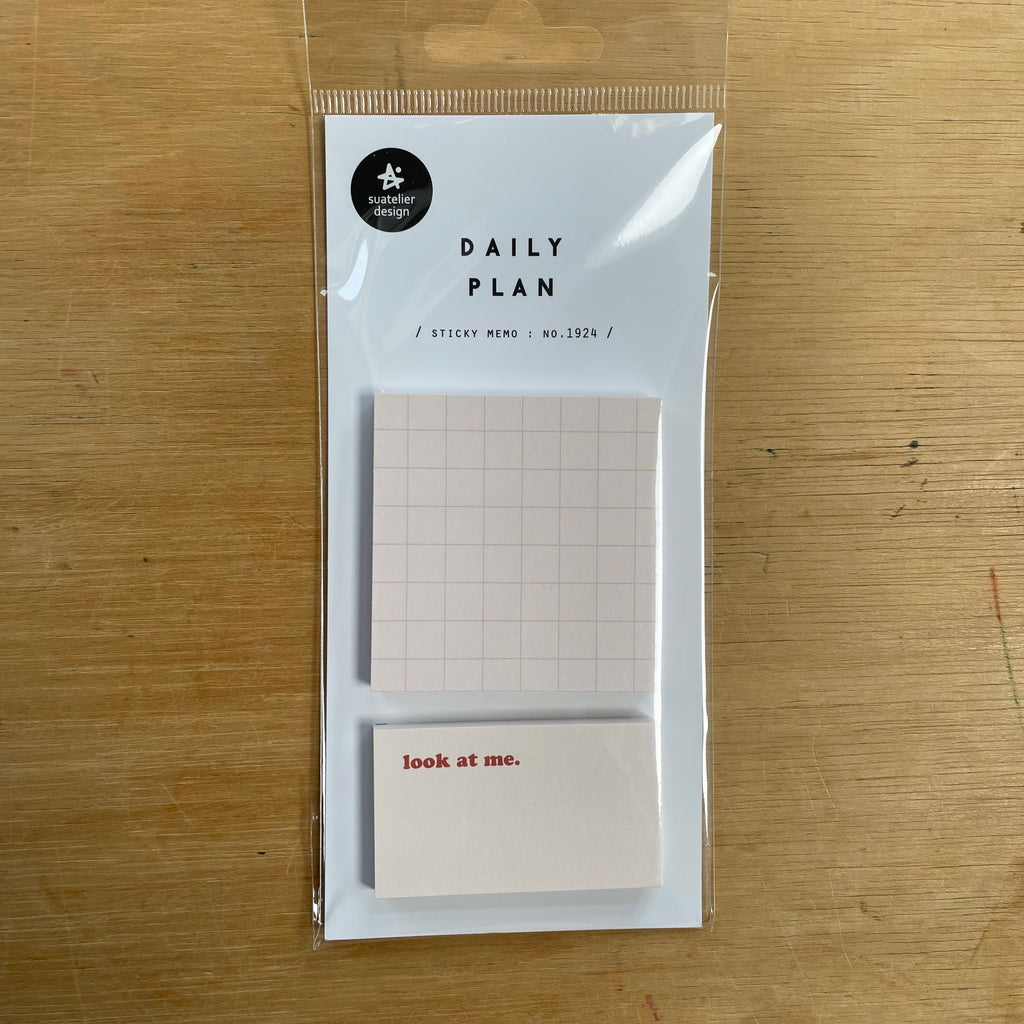 suatelier
design
DAILY
PLAN
/ STICKY MEMO : NO.1924 /
look at me.